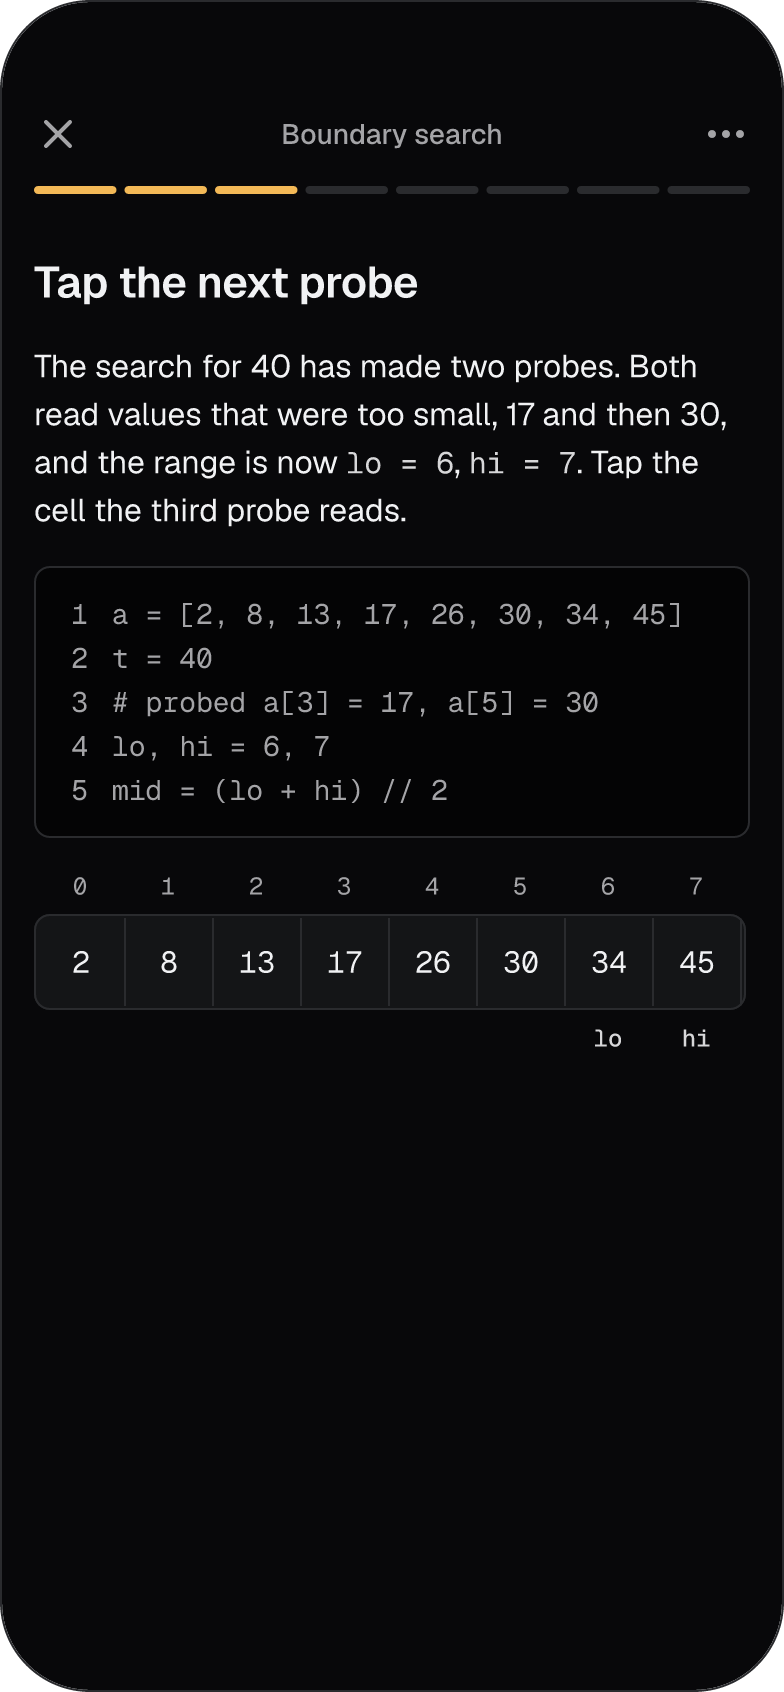 Boundary search
Tap the next probe
The search for 40 has made two probes. Both
read values that were too small, 17 and then 30,
and the range is now lo = 6, hi = 7. Tap the
cell the third probe reads.
1 a = [2, 8, 13, 17, 26, 30, 34, 45]
2 t = 40
3 # probed a[3] = 17, a[5] = 30
4 lo, hi = 6, 7
5 mid = (lo + hi) // 2
0 1 2 3 4 5 6 7
2 8 13 17 26 30 34 45
lo hi